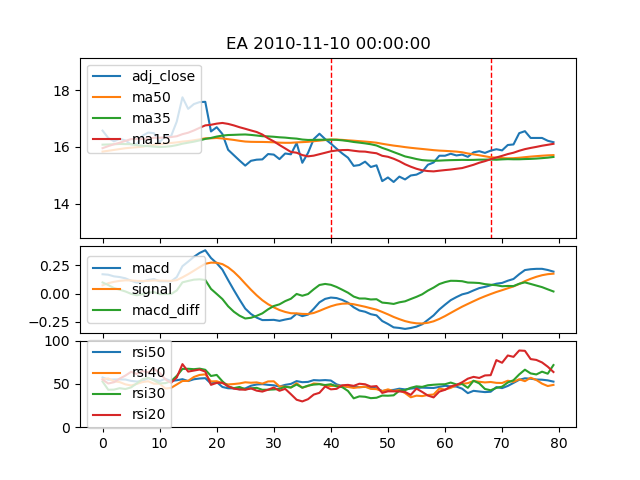 EA 2010-11-10 00:00:00
adj_close
ma50
ma35
ma15
18
16
14
macd
signal
macd_diff
0.25
0.00
−0.25
rsi50
rsi40
rsi30
rsi20
100
50
0
0 10 20 30 40 50 60 70 80